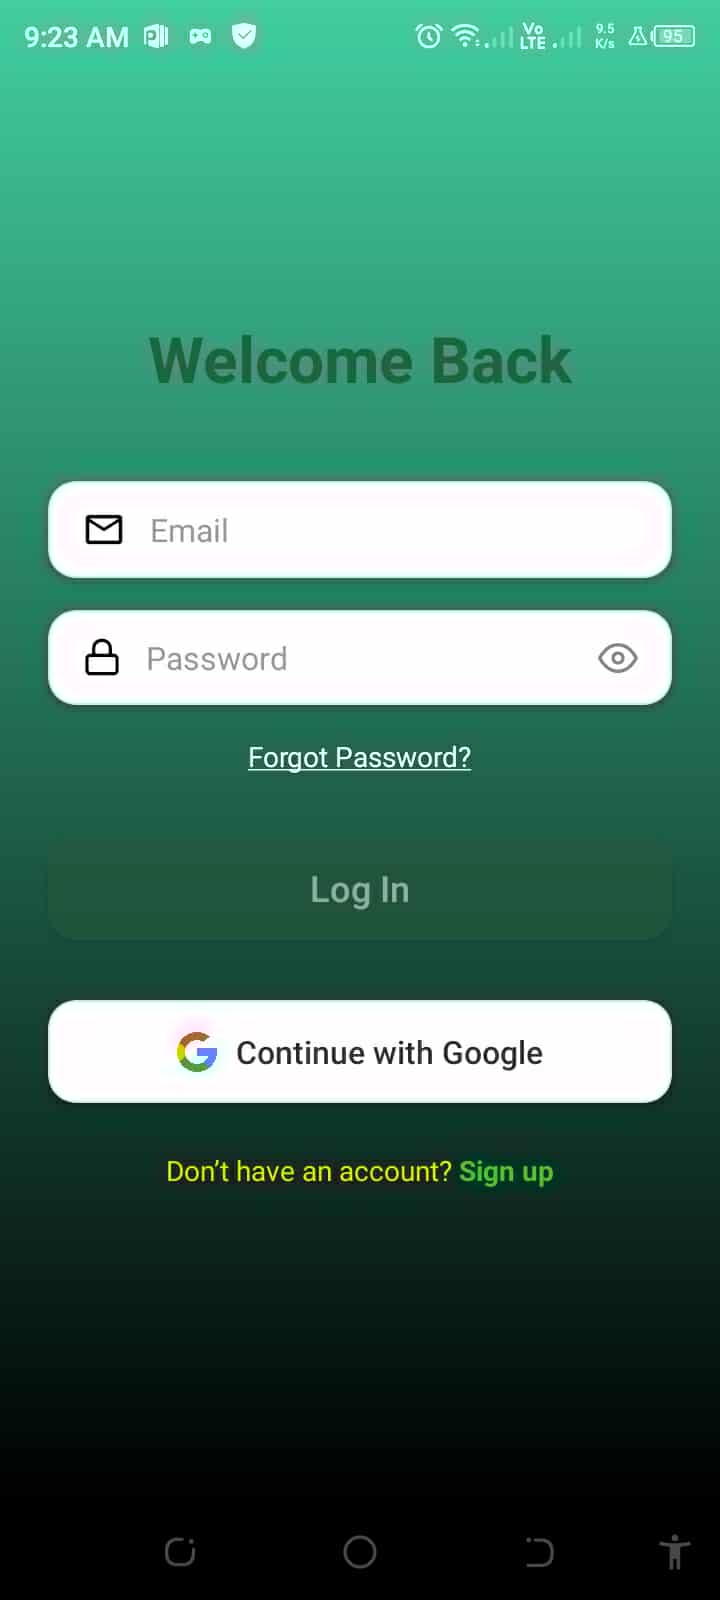 9:23 AM
Vo LTE
9.5 K/s
95
Welcome Back
Email
Password
Forgot Password?
Log In
Continue with Google
Don’t have an account? Sign up